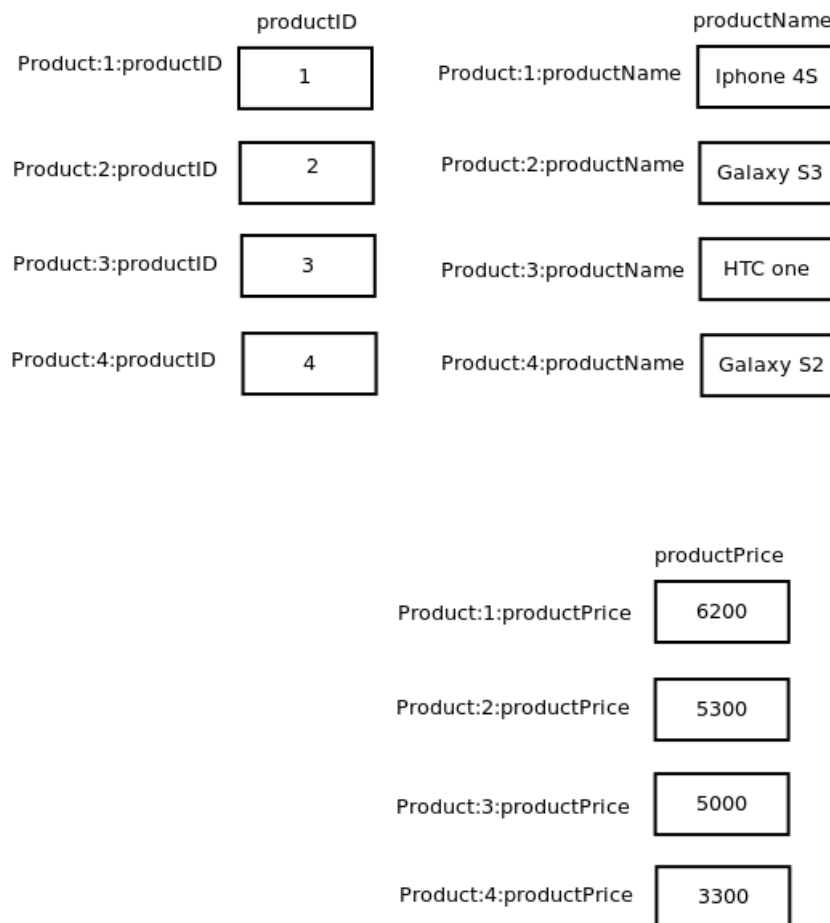 productID
Product:1:productID 1
Product:2:productID 2
Product:3:productID 3
Product:4:productID 4
productName
Product:1:productName Iphone 4S
Product:2:productName Galaxy S3
Product:3:productName HTC one
Product:4:productName Galaxy S2
productPrice
Product:1:productPrice 6200
Product:2:productPrice 5300
Product:3:productPrice 5000
Product:4:productPrice 3300